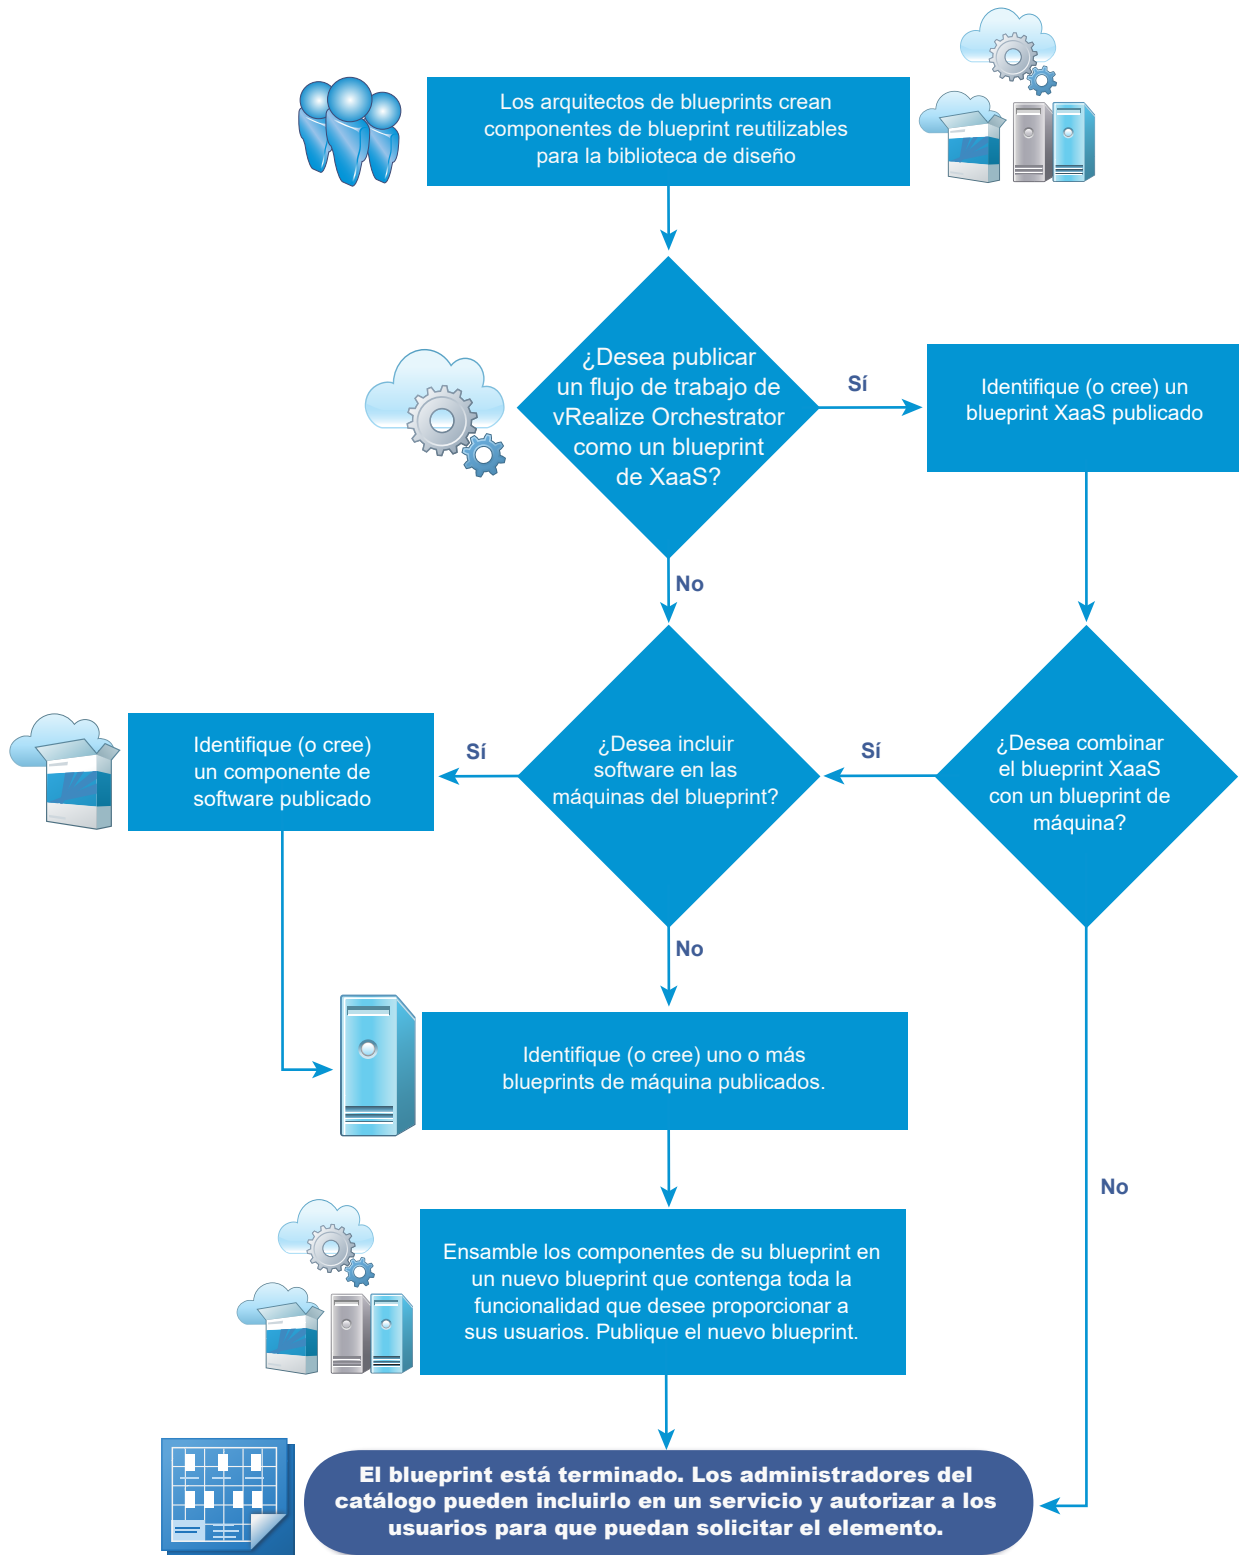 Los arquitectos de blueprints crean
componentes de blueprint reutilizables
para la biblioteca de diseño
¿Desea publicar
un flujo de trabajo de
vRealize Orchestrator
como un blueprint
de XaaS?
Sí
Identifique (o cree) un
blueprint XaaS publicado
No
Identifique (o cree)
un componente de
software publicado
Sí
¿Desea incluir
software en las
máquinas del blueprint?
Sí
¿Desea combinar
el blueprint XaaS
con un blueprint de
máquina?
No
Identifique (o cree) uno o más
blueprints de máquina publicados.
No
Ensamble los componentes de su blueprint en
un nuevo blueprint que contenga toda la
funcionalidad que desee proporcionar a
sus usuarios. Publique el nuevo blueprint.
El blueprint está terminado. Los administradores del
catálogo pueden incluirlo en un servicio y autorizar a los
usuarios para que puedan solicitar el elemento.